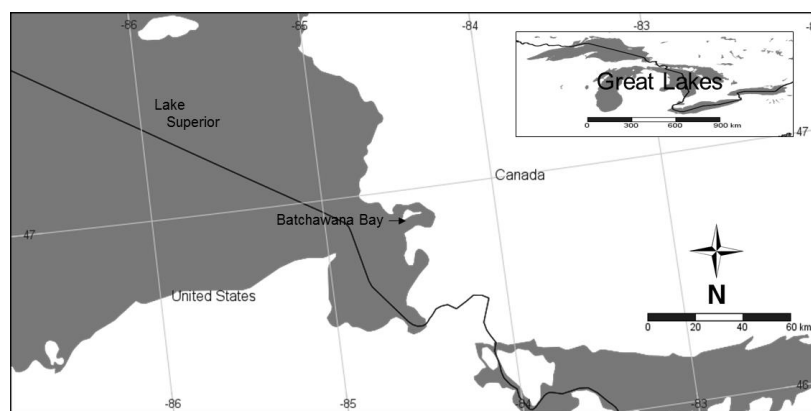 -86
-85
-84
-83
Great Lakes
0 300 600 900 km
47
Lake
Superior
Canada
Batchawana Bay
47
United States
N
0 20 40 60 km
46
-86
-85
-84
-83